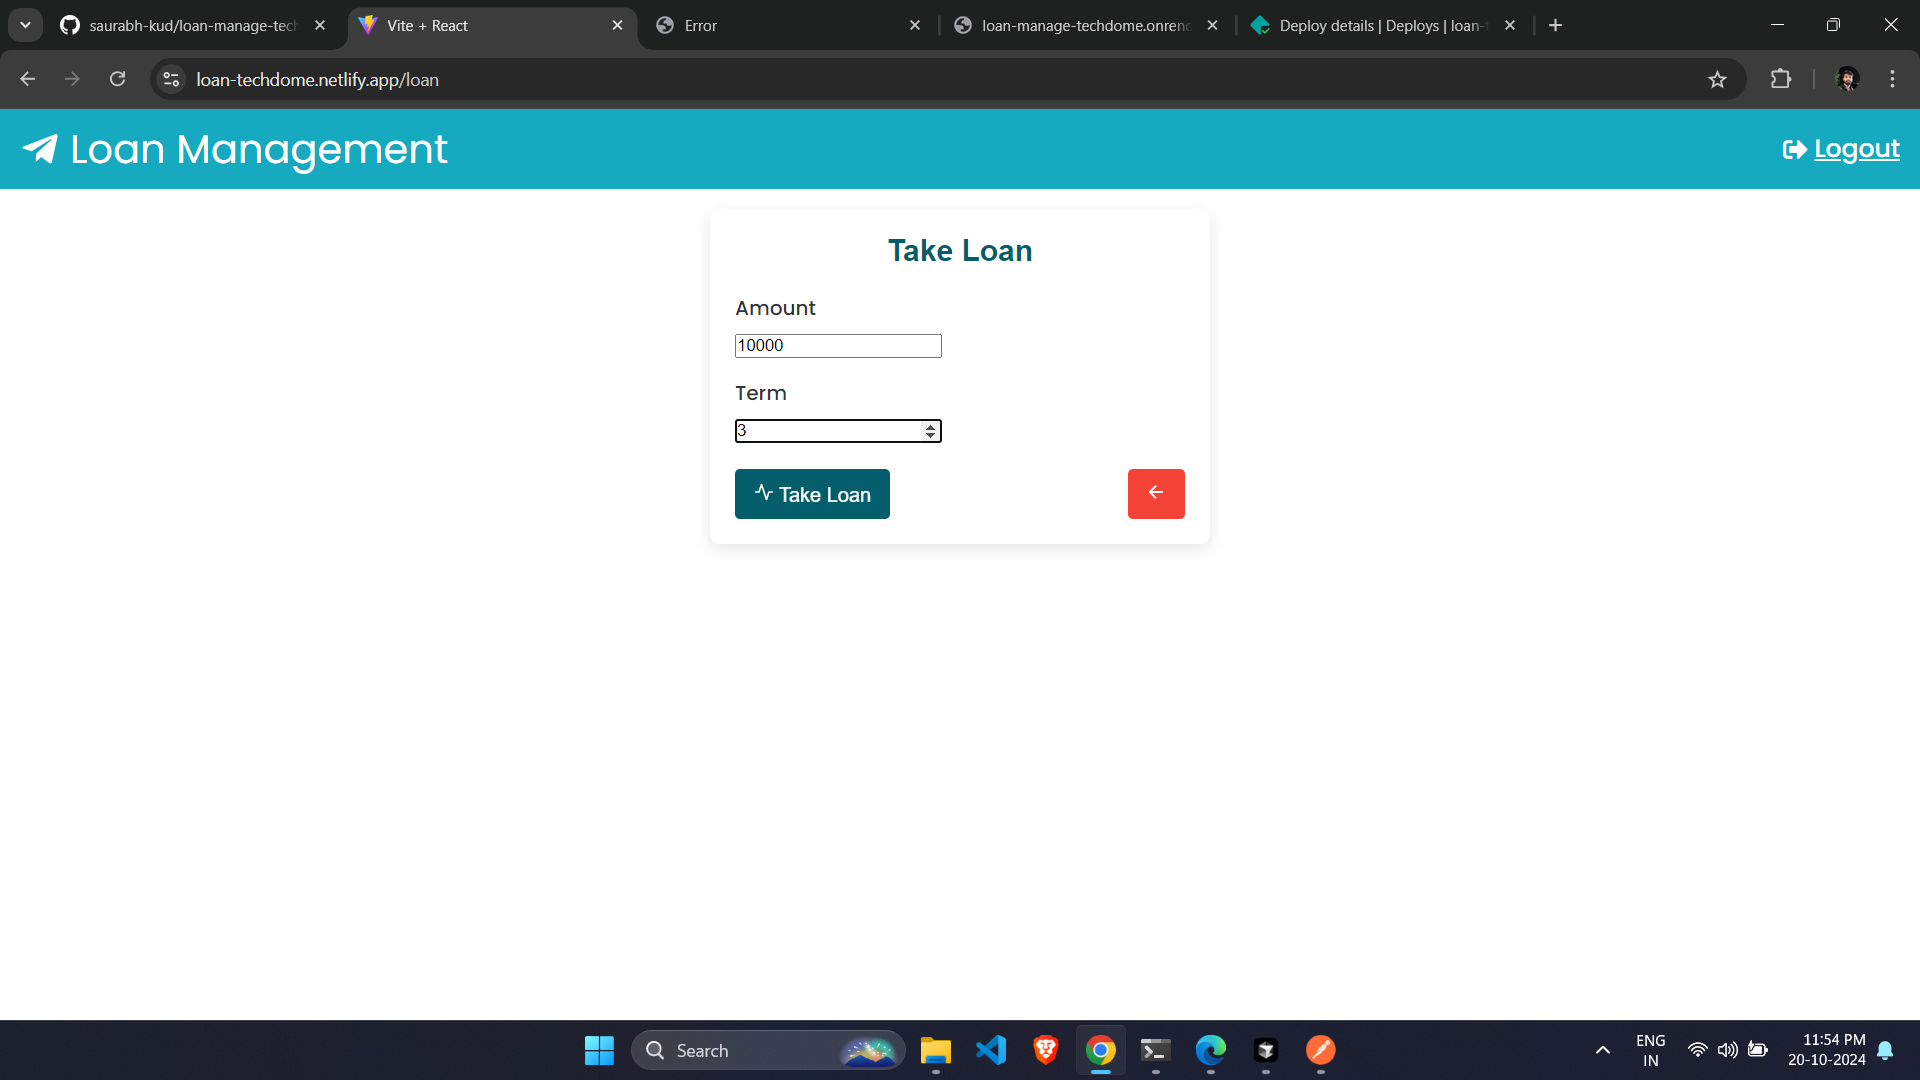 saurabh-kud/loan-manage-tech
Vite + React
Error
loan-manage-techdome.onren
Deploy details | Deploys | loan-t
loan-techdome.netlify.app/loan
Loan Management
Logout
Take Loan
Amount
10000
Term
3
Take Loan
Search
ENG
IN
11:54 PM
20-10-2024